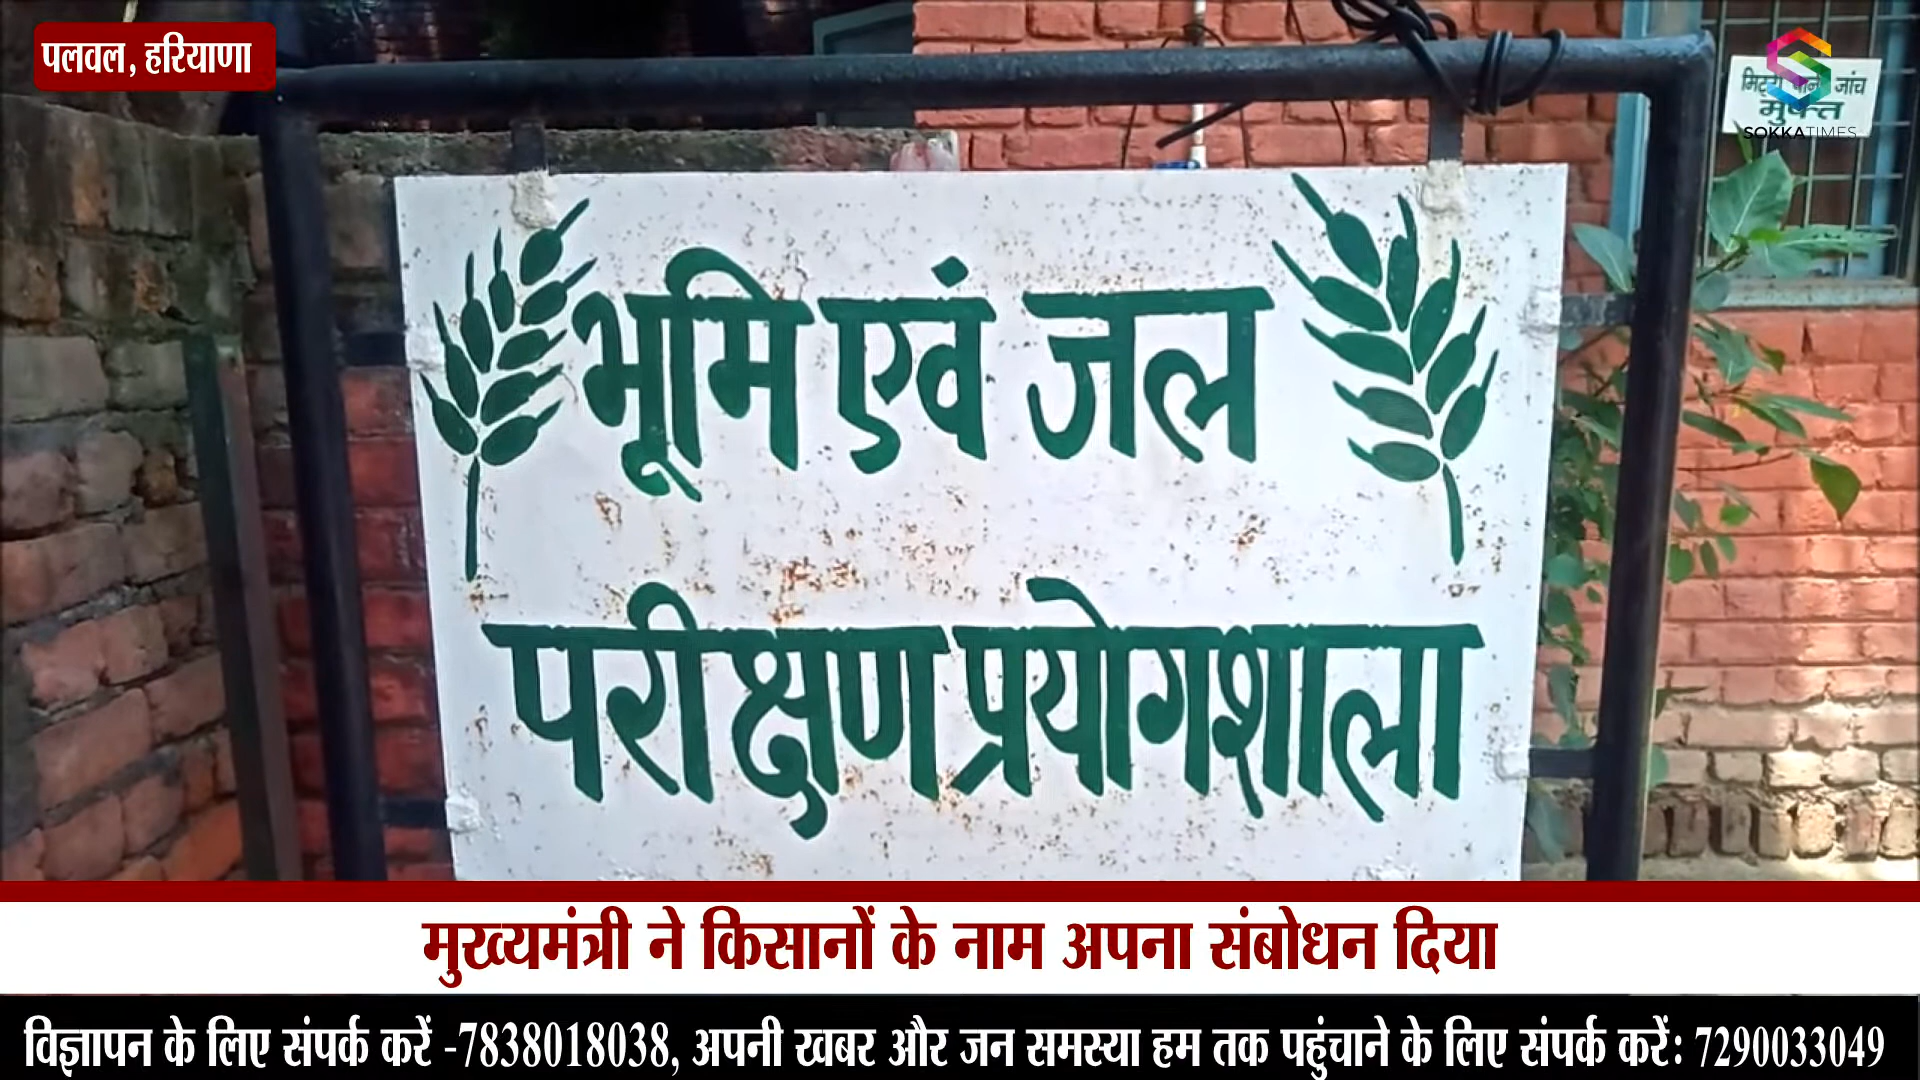 पलवल, हरियाणा
मुफ्त
SOKKATIMES
भूमि एवं जल
परीक्षण प्रयोगशाला
मुख्यमंत्री ने किसानों के नाम अपना संबोधन दिया
विज्ञापन के लिए संपर्क करें -7838018038, अपनी खबर और जन समस्या हम तक पहुंचाने के लिए संपर्क करें: 7290033049